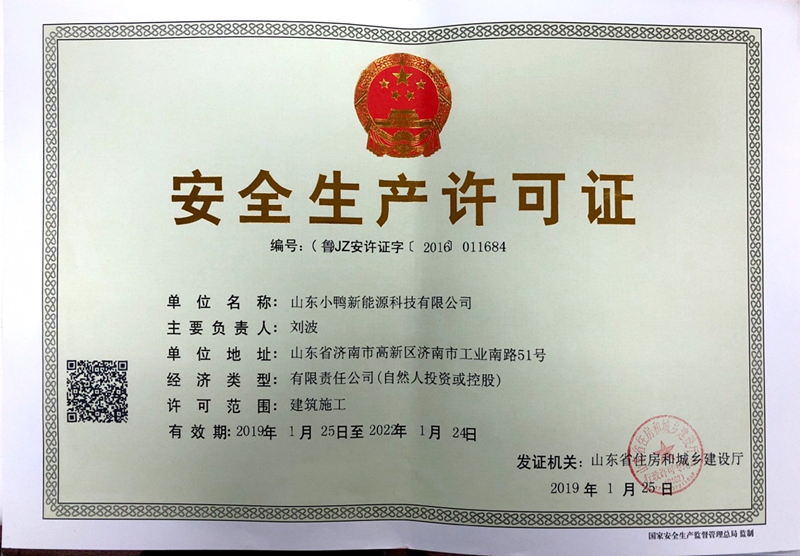 安全生产许可证
编号:(鲁JZ安许证字〔2016〕011684
单位名称:山东小鸭新能源科技有限公司
主要负责人:刘波
单位地址:山东省济南市高新区济南市工业南路51号
经济类型:有限责任公司(自然人投资或控股)
许可范围:建筑施工
有效期:2019年1月25日至2022年1月24日
发证机关:山东省住房和城乡建设厅
2019年1月25日
国家安全生产监督管理总局 监制